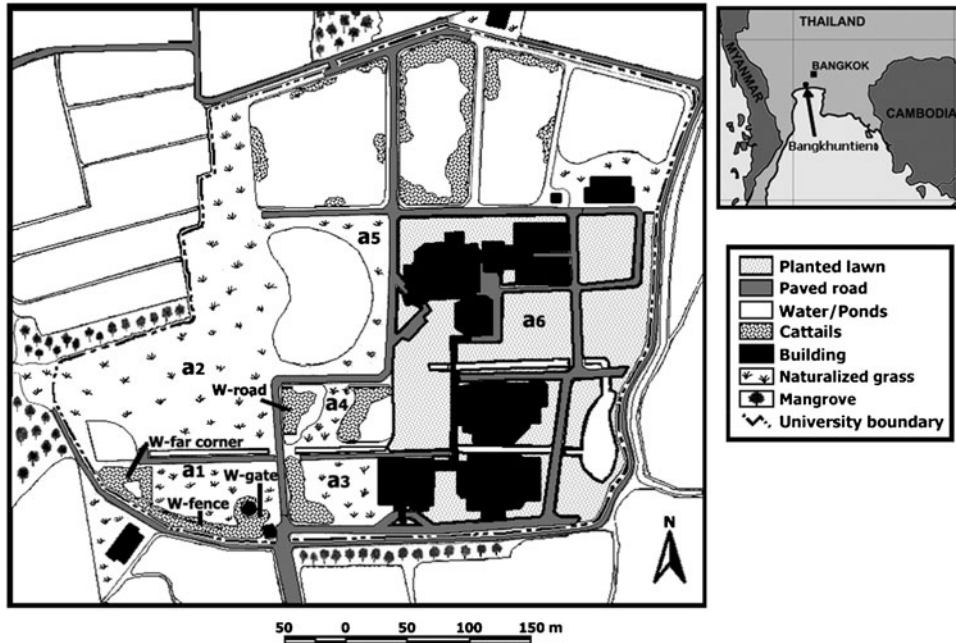 THAILAND
MYANMAR
BANGKOK
CAMBODIA
Bangkhuntien
a5
a6
a2
W-road
a4
W-far corner
a1
W-gate
a3
W-fence
N
Planted lawn
Paved road
Water/Ponds
Cattails
Building
Naturalized grass
Mangrove
University boundary
50 0 50 100 150 m